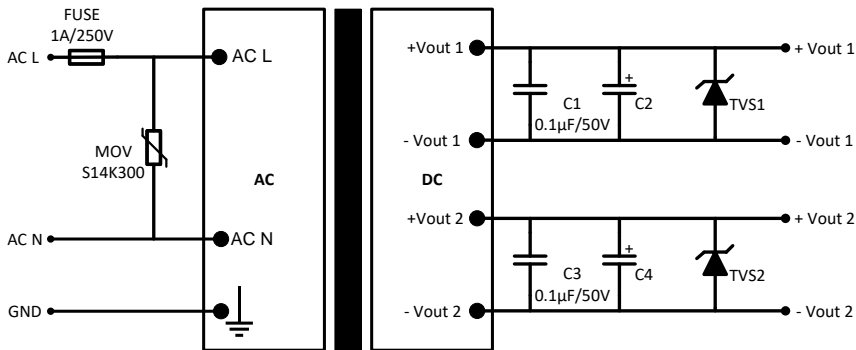 FUSE
1A/250V
AC L
AC L
MOV
S14K300
AC N
AC N
GND
AC
DC
+Vout 1
C1
0.1µF/50V
+
C2
TVS1
+ Vout 1
- Vout 1
- Vout 1
+Vout 2
C3
0.1µF/50V
+
C4
TVS2
+ Vout 2
- Vout 2
- Vout 2